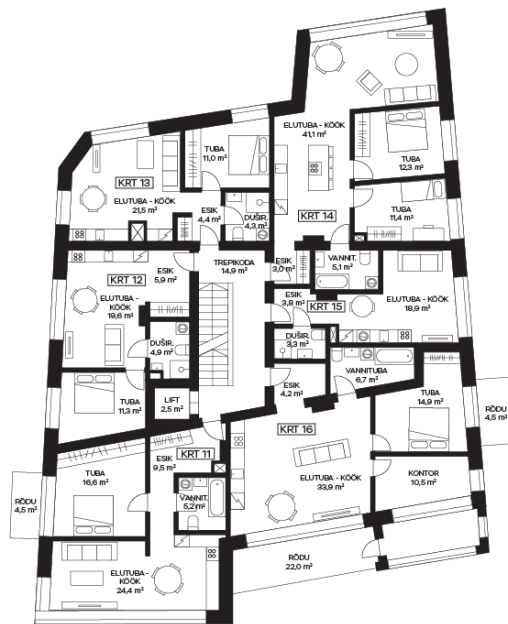 ELUTUBA - KÖÖK
41,1 m²
TUBA
12,3 m²
TUBA
11,0 m²
KRT 13
ELUTUBA - KÖÖK
21,5 m²
ESIK
4,4 m²
DUŠIR.
4,3 m²
KRT 14
TUBA
11,4 m²
TREPIKODA
14,9 m²
ESIK
3,0 m²
VANNIT.
5,1 m²
KRT 12
ESIK
5,9 m²
ELUTUBA -
KÖÖK
19,6 m²
ESIK
3,8 m²
KRT 15
ELUTUBA - KÖÖK
18,9 m²
DUŠIR.
4,9 m²
DUŠIR.
3,3 m²
VANNITUBA
6,7 m²
TUBA
11,3 m²
LIFT
2,5 m²
ESIK
4,2 m²
TUBA
14,9 m²
RÕDU
4,5 m²
KRT 11
ESIK
9,5 m²
KRT 16
TUBA
16,6 m²
RÕDU
4,5 m²
VANNIT.
5,2 m²
ELUTUBA - KÖÖK
33,9 m²
KONTOR
10,5 m²
RÕDU
22,0 m²
ELUTUBA -
KÖÖK
24,4 m²